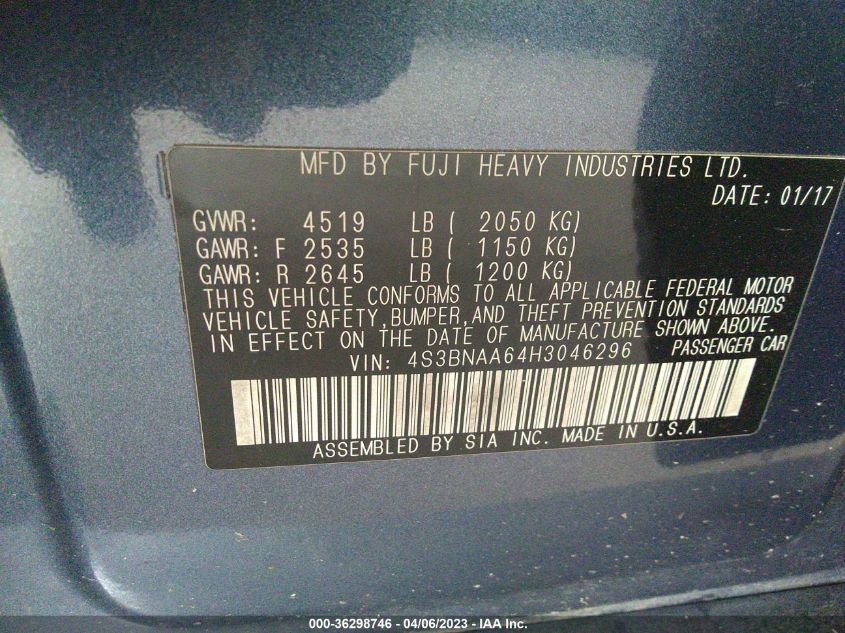 MFD BY FUJI HEAVY INDUSTRIES LTD.
DATE: 01/17
GVWR: 4519 LB ( 2050 KG)
GAWR: F 2535 LB ( 1150 KG)
GAWR: R 2645 LB ( 1200 KG)
THIS VEHICLE CONFORMS TO ALL APPLICABLE FEDERAL MOTOR
VEHICLE SAFETY, BUMPER, AND THEFT PREVENTION STANDARDS
IN EFFECT ON THE DATE OF MANUFACTURE SHOWN ABOVE.
VIN: 4S3BNAA64H3046296 PASSENGER CAR
ASSEMBLED BY SIA INC. MADE IN U.S.A.
000-36298746 - 04/06/2023 - IAA Inc.